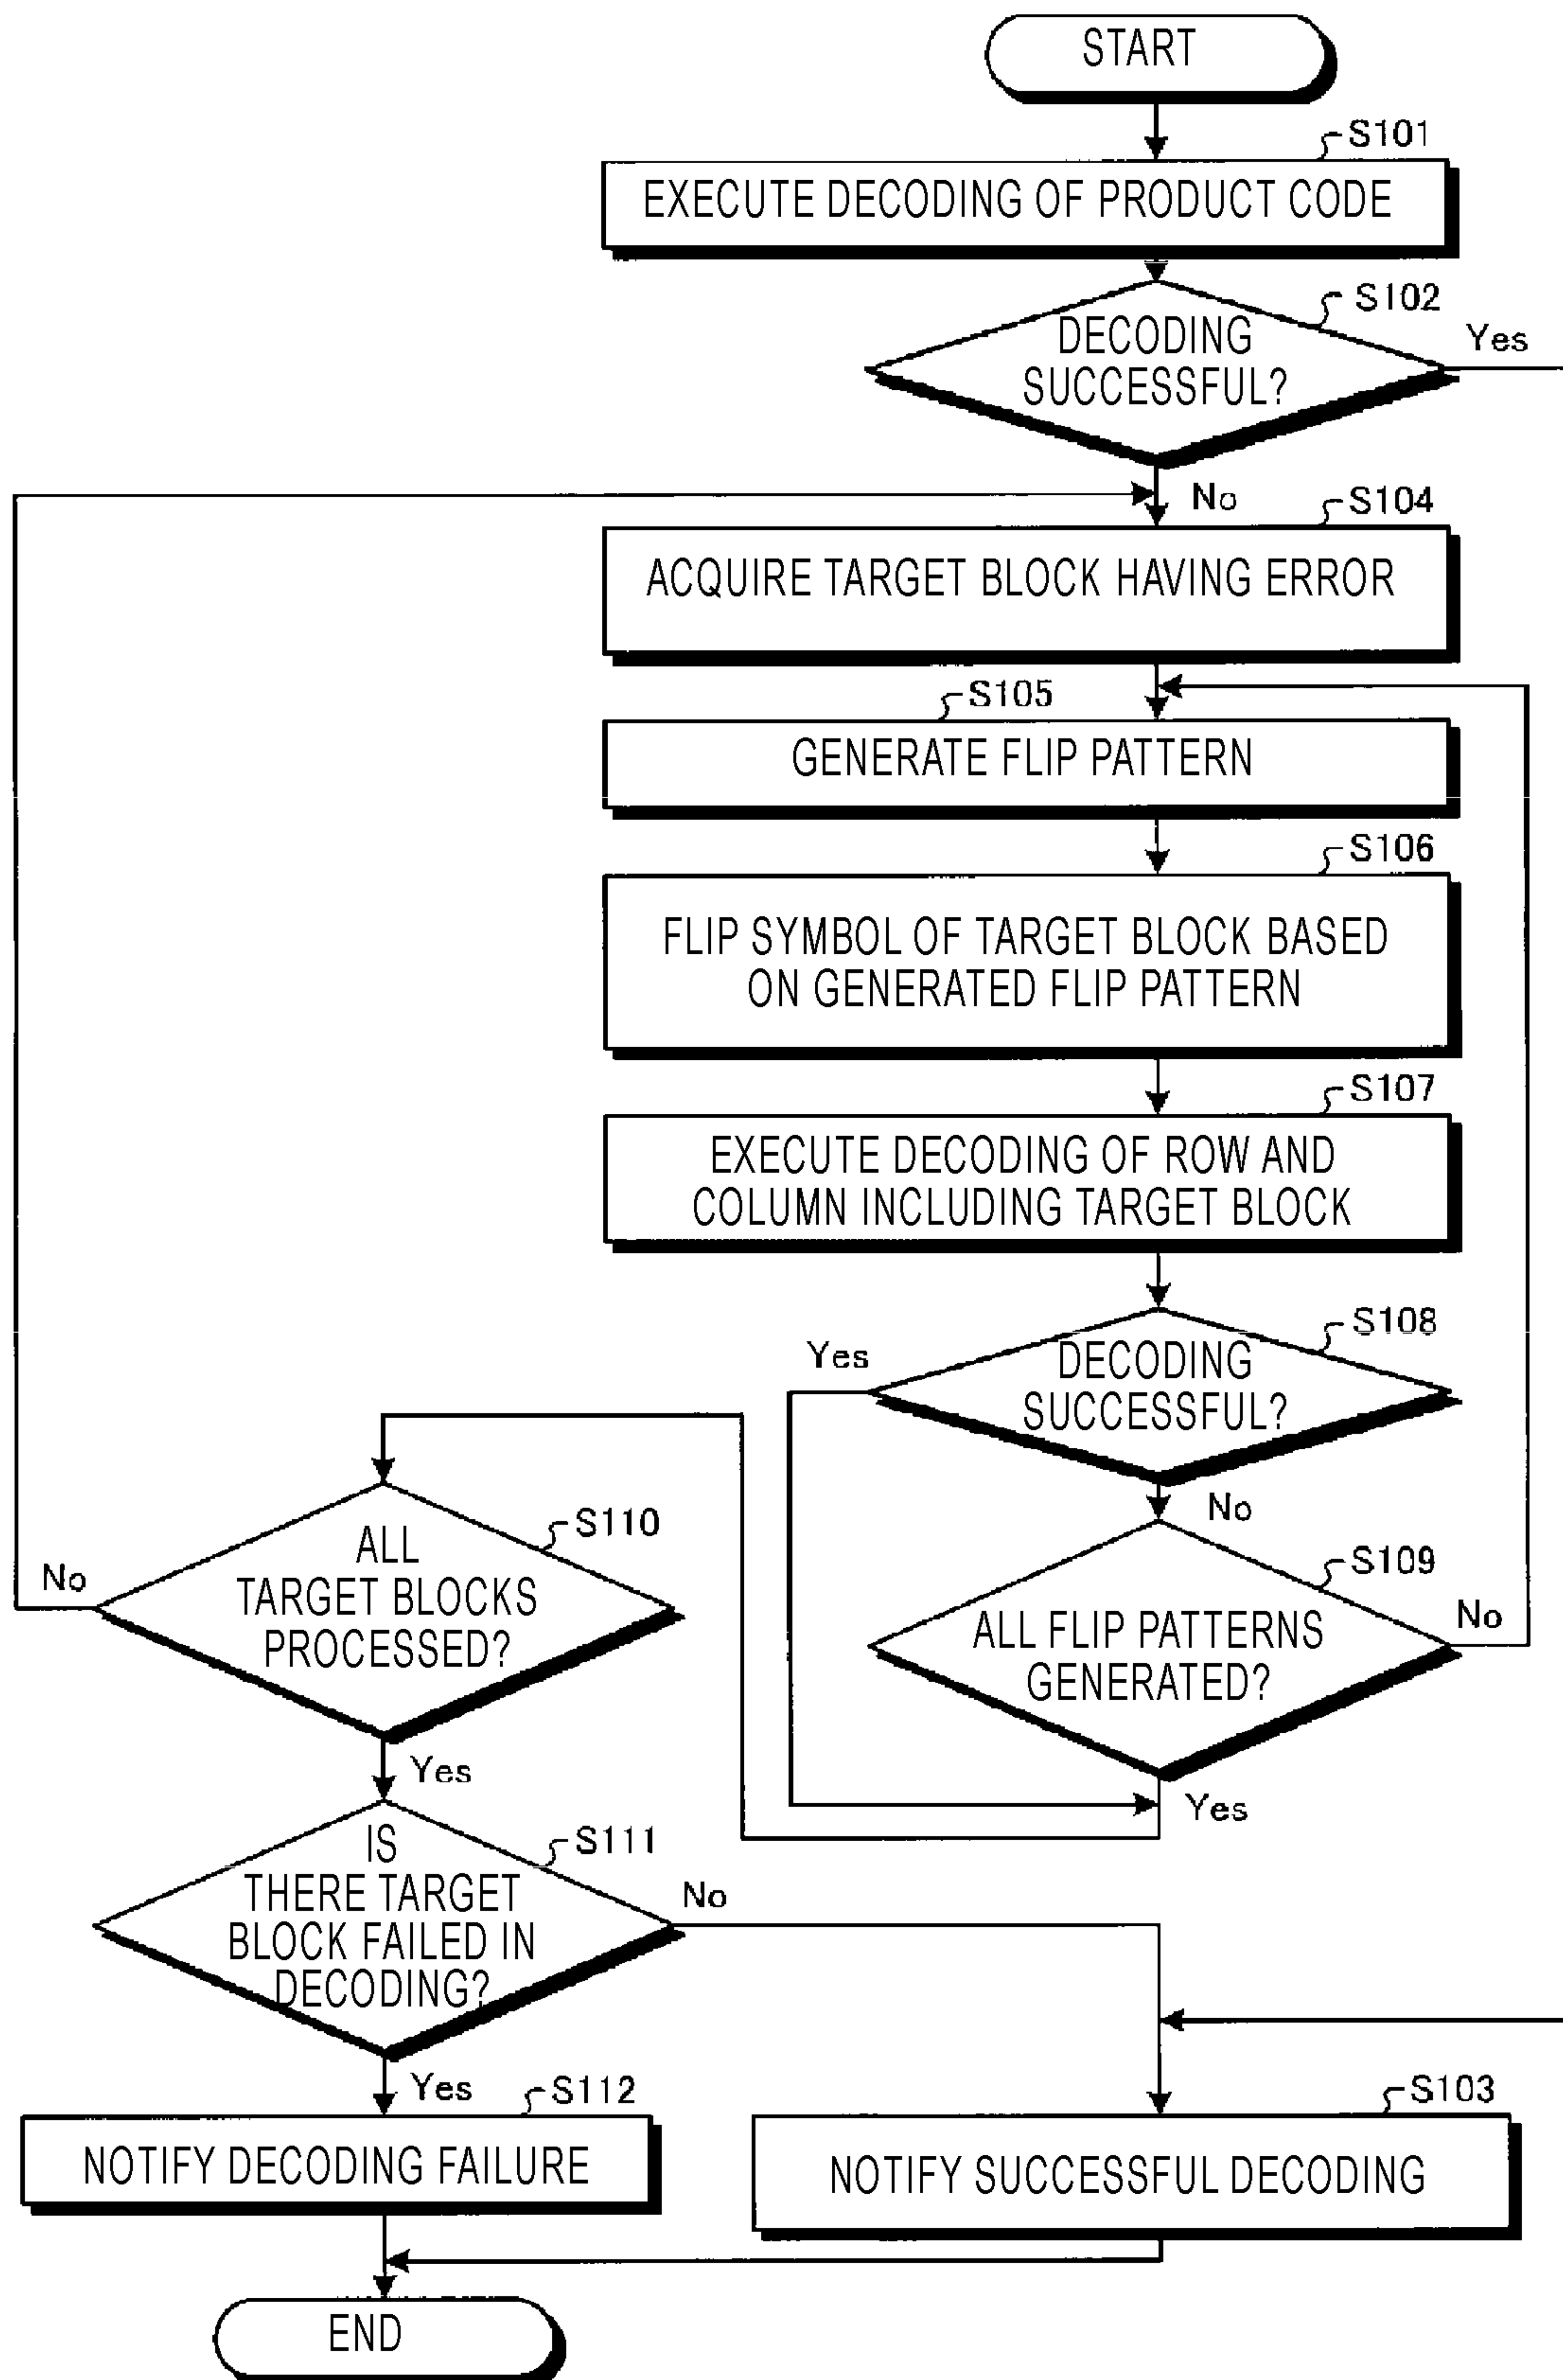 START
S101
EXECUTE DECODING OF PRODUCT CODE
S102
DECODING
SUCCESSFUL?
Yes
No
S104
ACQUIRE TARGET BLOCK HAVING ERROR
S105
GENERATE FLIP PATTERN
S106
FLIP SYMBOL OF TARGET BLOCK BASED
ON GENERATED FLIP PATTERN
S107
EXECUTE DECODING OF ROW AND
COLUMN INCLUDING TARGET BLOCK
S108
Yes
DECODING
SUCCESSFUL?
No
S109
ALL FLIP PATTERNS
GENERATED?
No
Yes
S110
ALL
TARGET BLOCKS
PROCESSED?
No
Yes
S111
IS
THERE TARGET
BLOCK FAILED IN
DECODING?
No
Yes
S112
NOTIFY DECODING FAILURE
S103
NOTIFY SUCCESSFUL DECODING
END